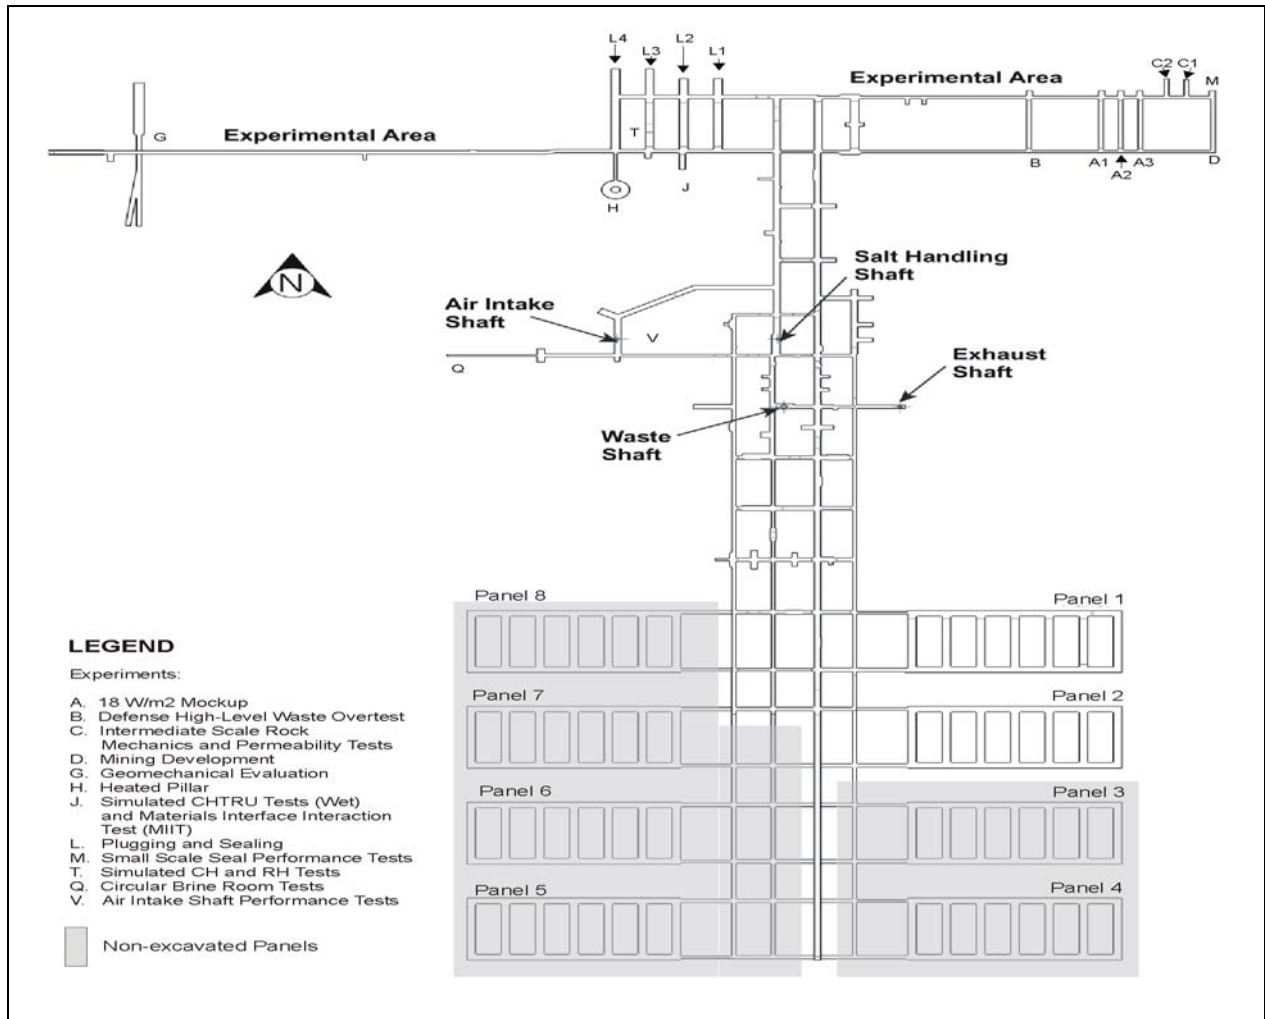 L4
L3
L2
L1
Experimental Area
C2 C1
M
G
Experimental Area
T
B
A1
A2
A3
D
J
H
N
Salt Handling
Shaft
Air Intake
Shaft
V
Q
Exhaust
Shaft
Waste
Shaft
Panel 8
Panel 1
Panel 7
Panel 2
Panel 6
Panel 3
Panel 5
Panel 4
LEGEND
Experiments:
A. 18 W/m2 Mockup
B. Defense High-Level Waste Overtest
C. Intermediate Scale Rock
Mechanics and Permeability Tests
D. Mining Development
G. Geomechanical Evaluation
H. Heated Pillar
J. Simulated CHTRU Tests (Wet)
and Materials Interface Interaction
Test (MIIT)
L. Plugging and Sealing
M. Small Scale Seal Performance Tests
T. Simulated CH and RH Tests
Q. Circular Brine Room Tests
V. Air Intake Shaft Performance Tests
Non-excavated Panels